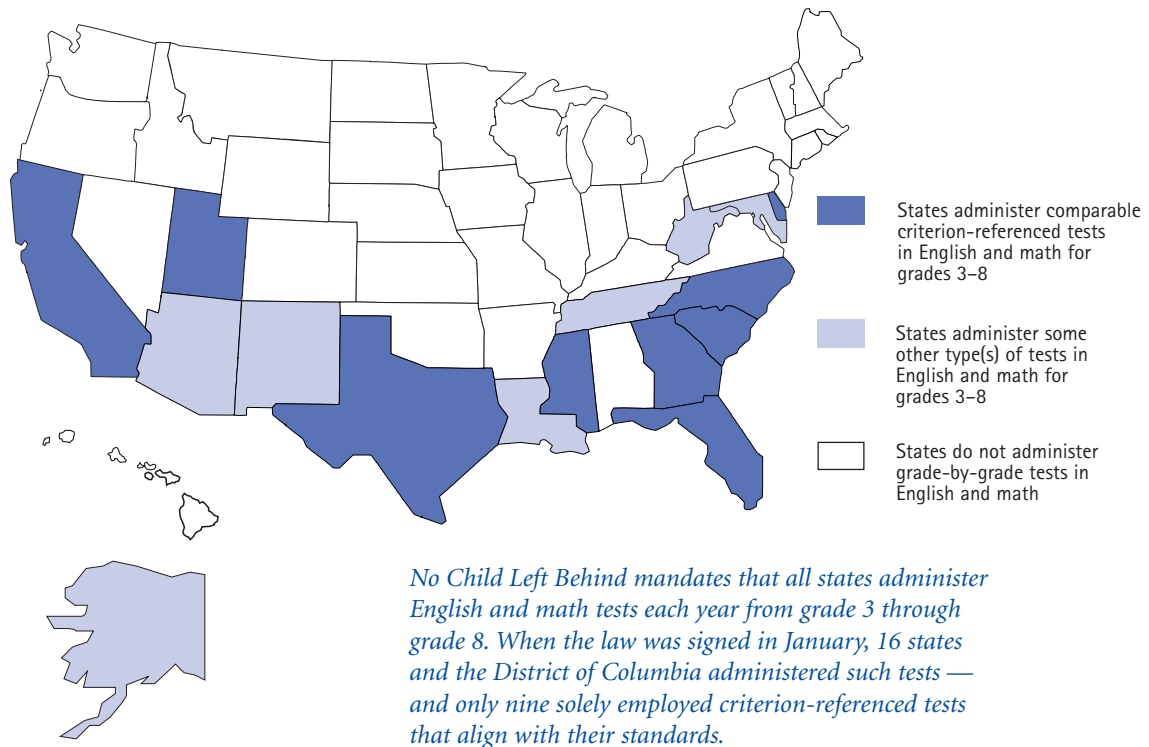 States administer comparable
criterion-referenced tests
in English and math for
grades 3–8
States administer some
other type(s) of tests in
English and math for
grades 3–8
States do not administer
grade-by-grade tests in
English and math
No Child Left Behind mandates that all states administer
English and math tests each year from grade 3 through
grade 8. When the law was signed in January, 16 states
and the District of Columbia administered such tests —
and only nine solely employed criterion-referenced tests
that align with their standards.